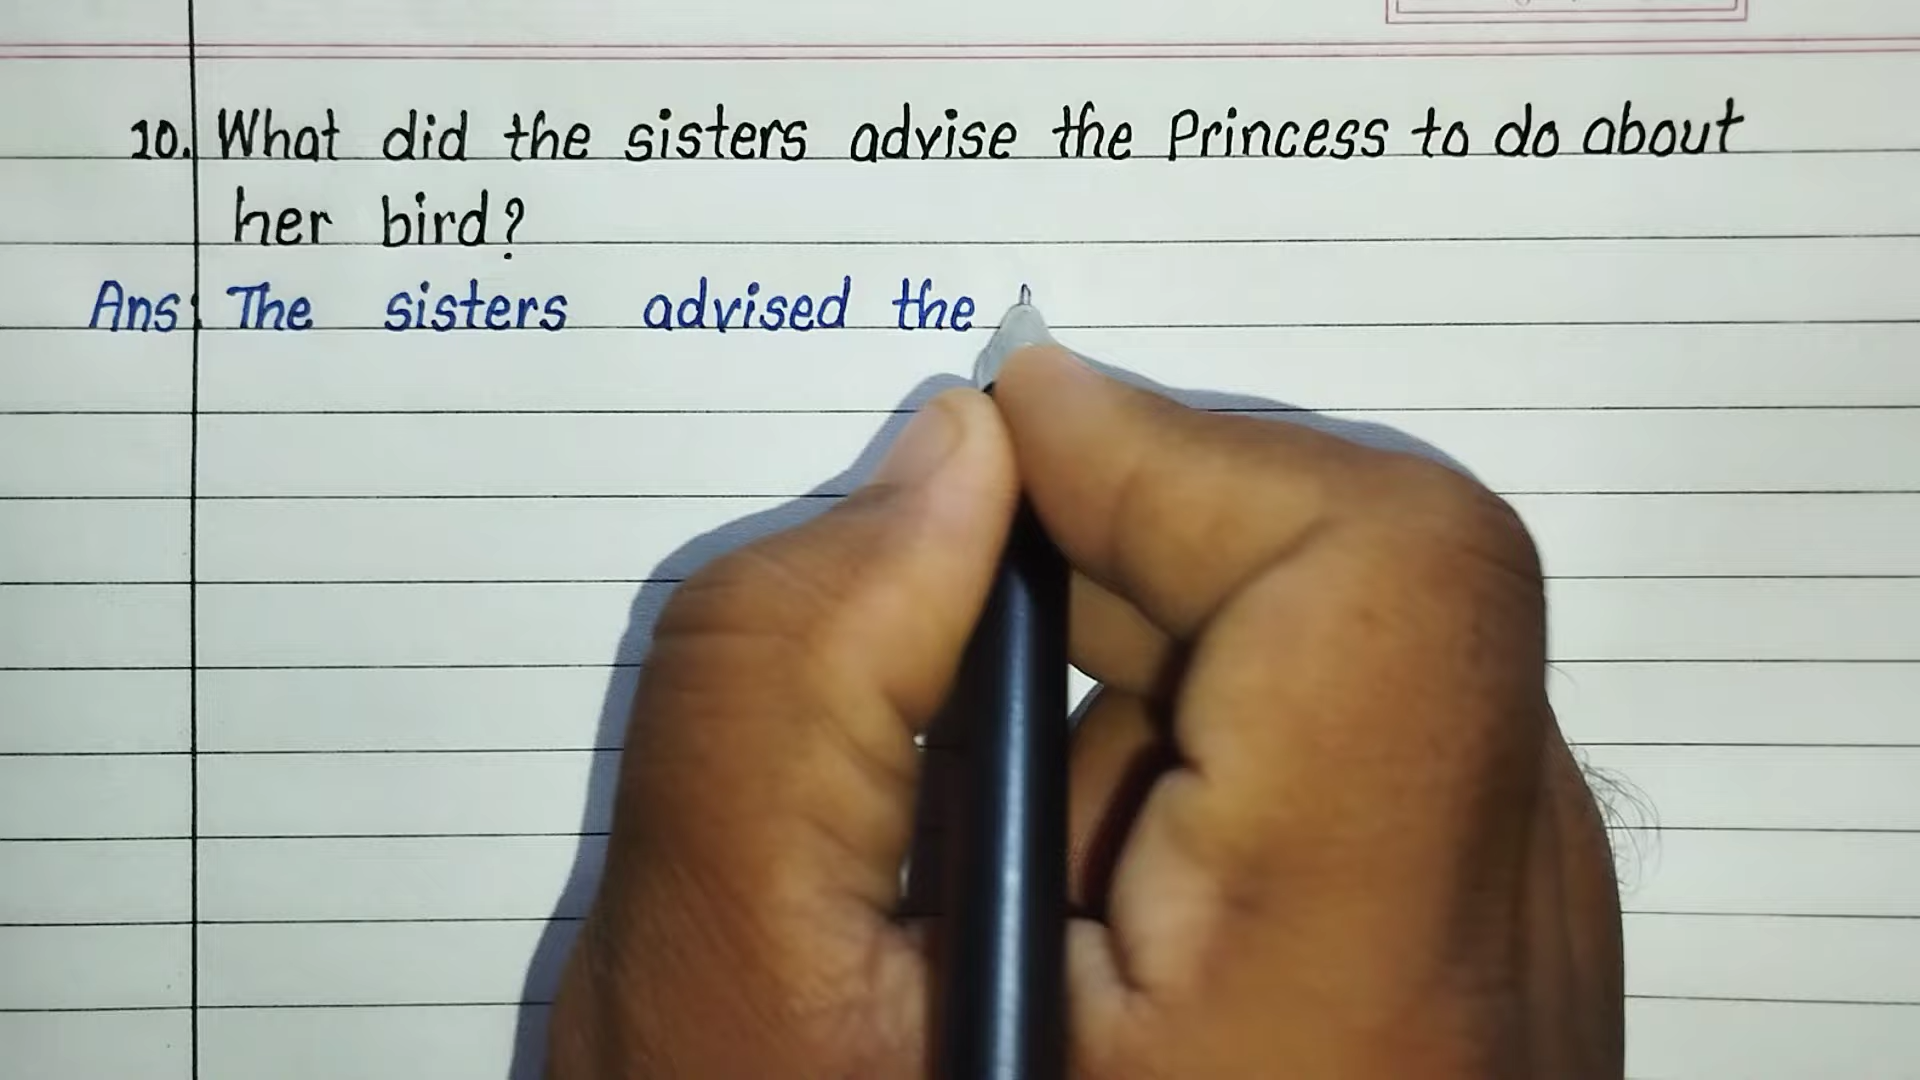 10. What did the sisters advise the Princess to do about
her bird?
Ans: The sisters advised the